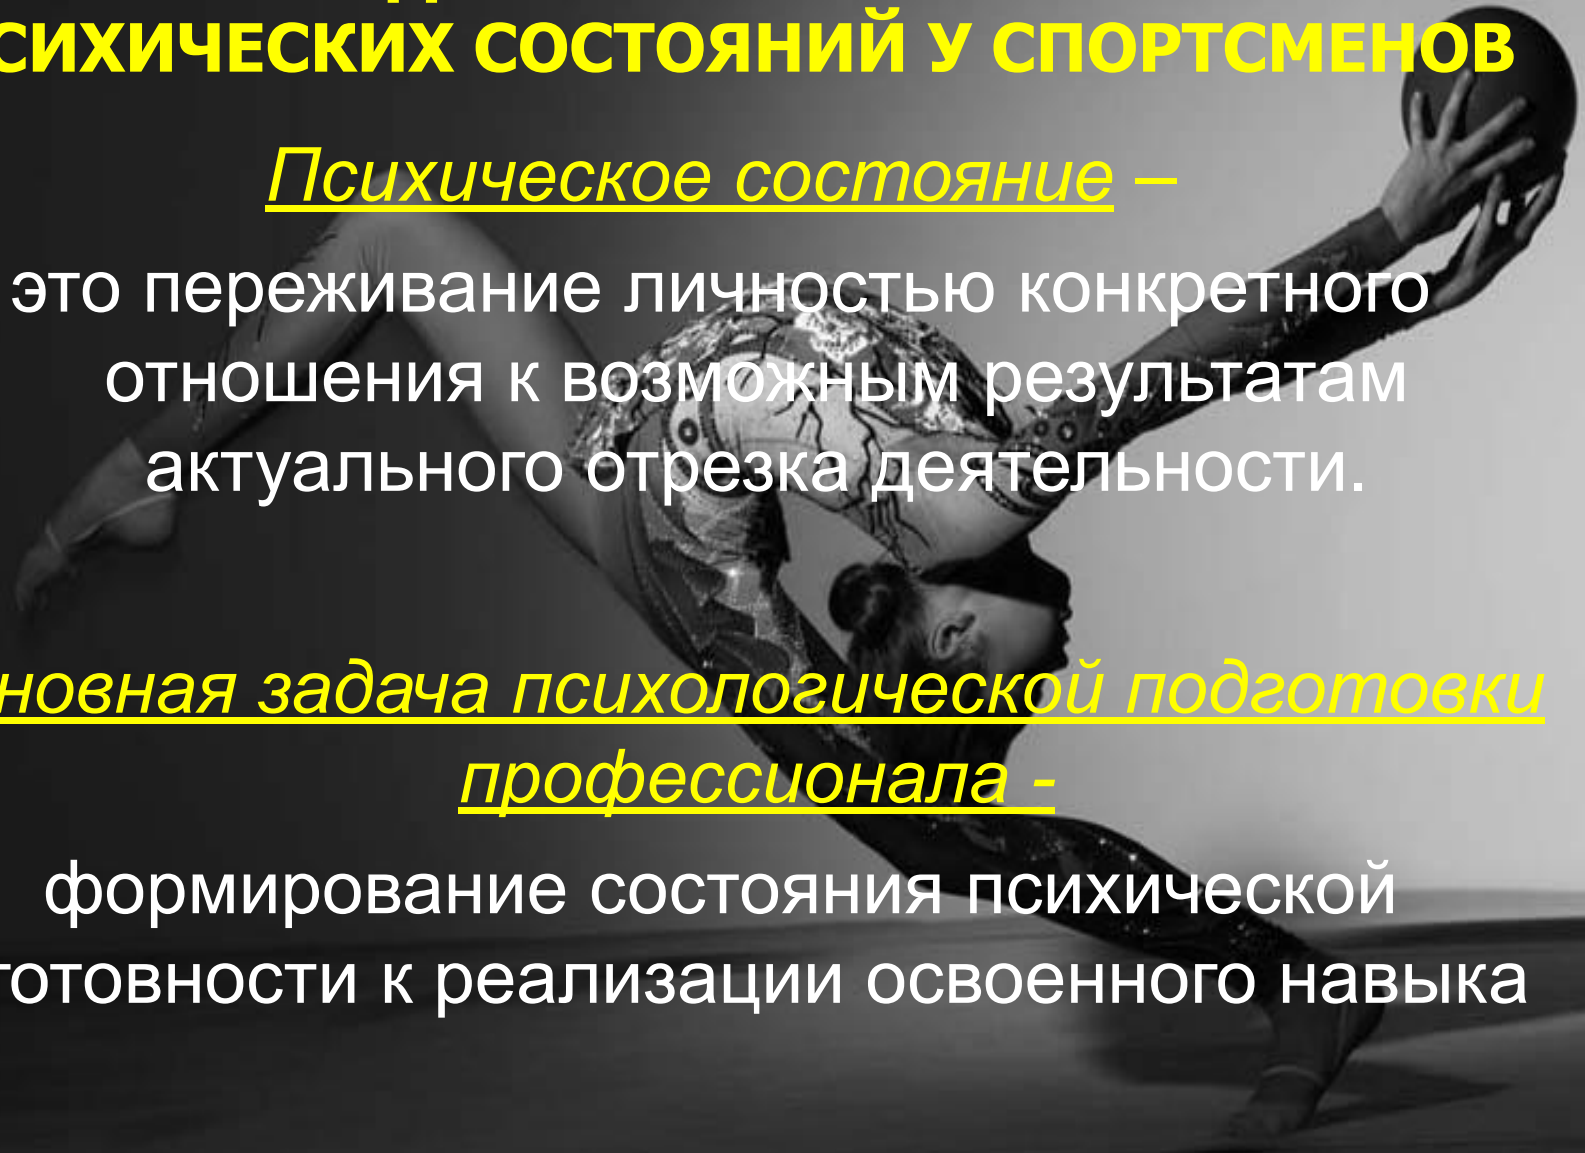 СИХИЧЕСКИХ СОСТОЯНИЙ У СПОРТСМЕНОВ
Психическое состояние –
это переживание личностью конкретного
отношения к возможным результатам
актуального отрезка деятельности.
новная задача психологической подготовки
профессионала -
формирование состояния психической
готовности к реализации освоенного навыка